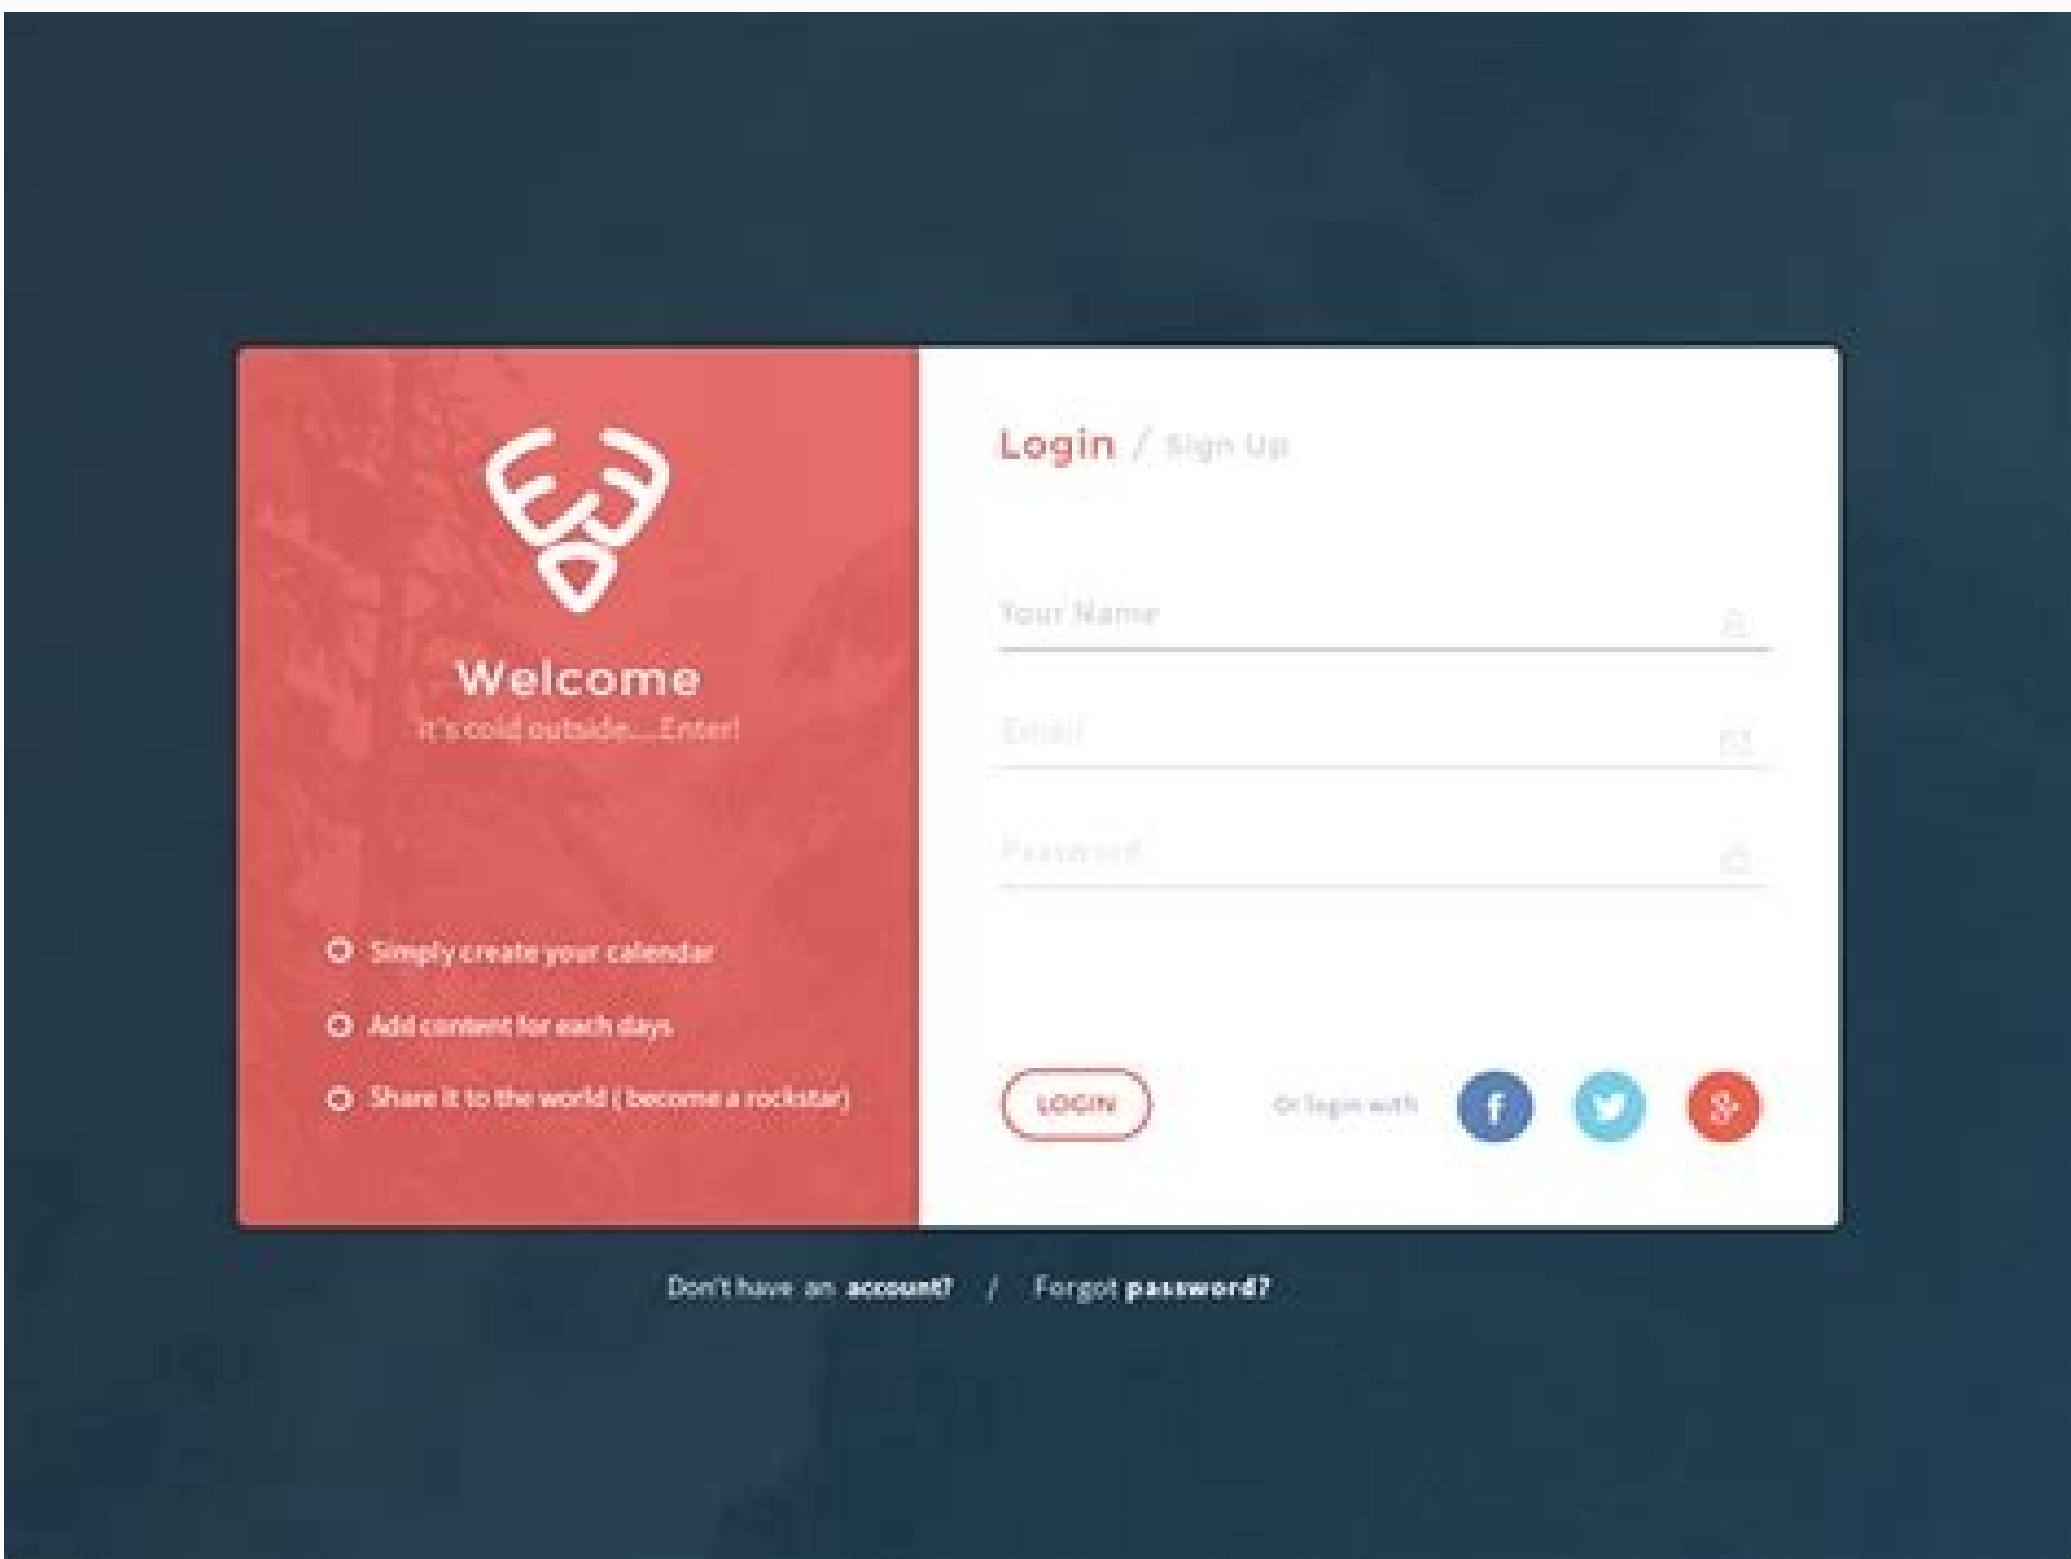 Welcome
it's cold outside....Enter!
Simply create your calendar
Add content for each days
Share it to the world ( become a rockstar)
Login / Sign Up
Your Name
Email
Password
LOGIN
Or login with
Don't have an account? / Forgot password?